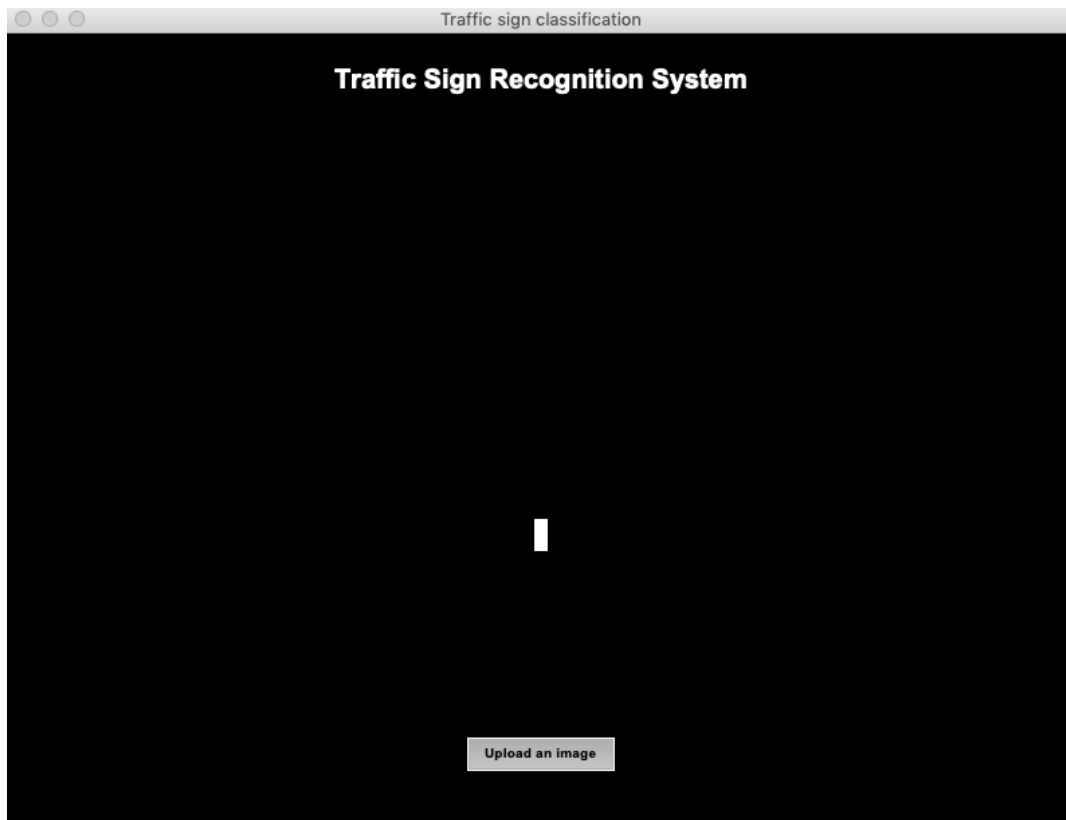 Traffic sign classification
Traffic Sign Recognition System
Upload an image